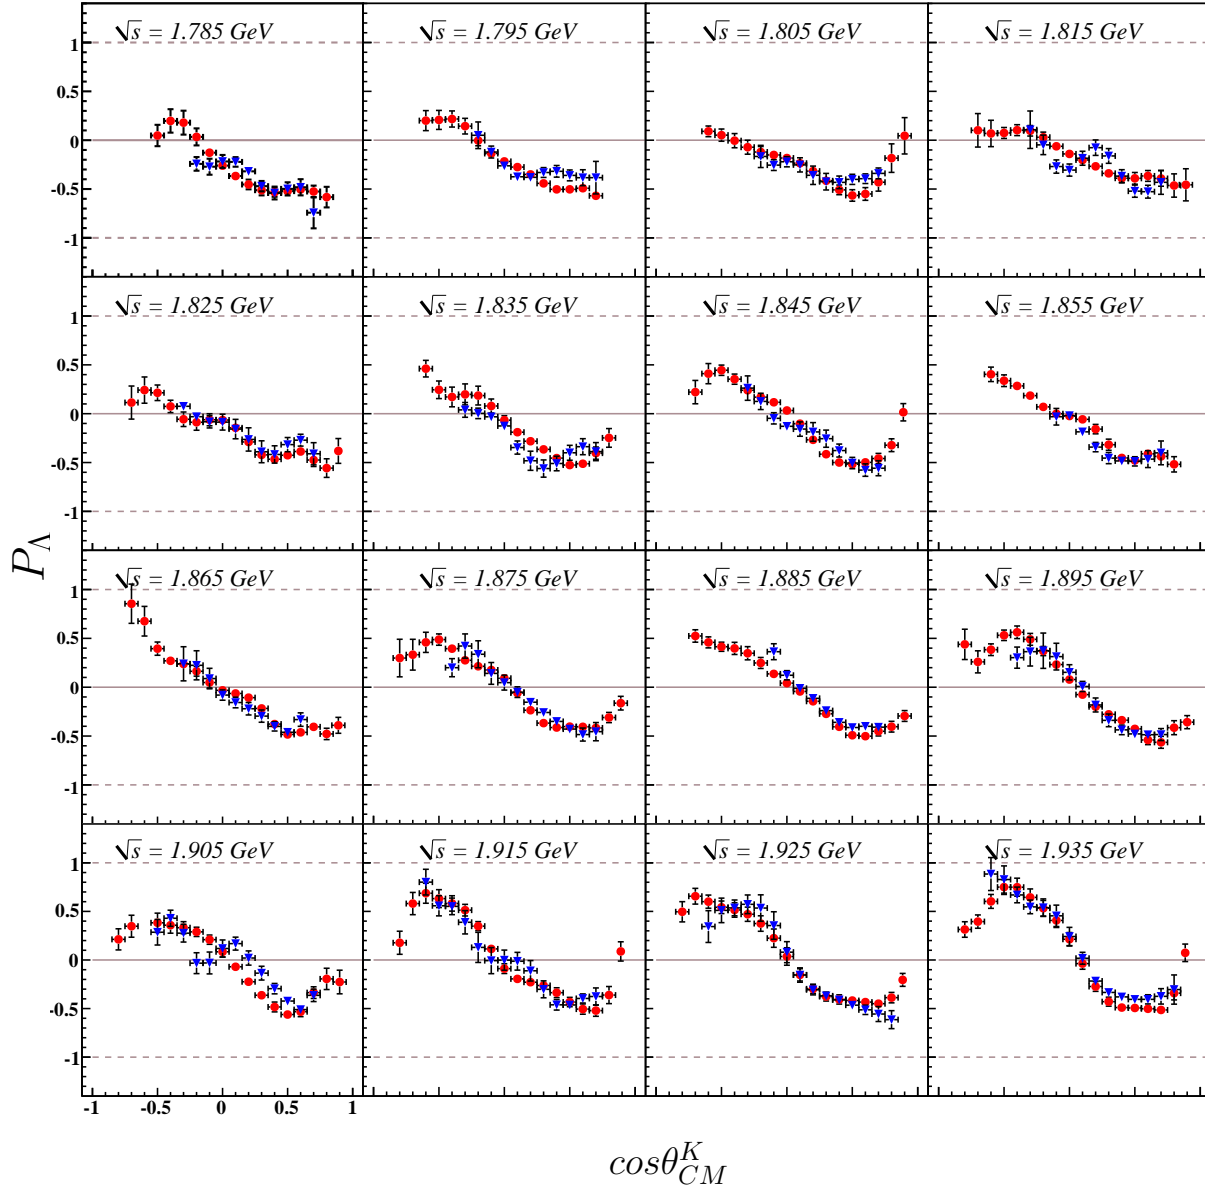 √s = 1.785 GeV √s = 1.795 GeV √s = 1.805 GeV √s = 1.815 GeV
1
0.5
0
-0.5
-1
√s = 1.825 GeV √s = 1.835 GeV √s = 1.845 GeV √s = 1.855 GeV
1
0.5
0
-0.5
-1
P_Λ
√s = 1.865 GeV √s = 1.875 GeV √s = 1.885 GeV √s = 1.895 GeV
1
0.5
0
-0.5
-1
√s = 1.905 GeV √s = 1.915 GeV √s = 1.925 GeV √s = 1.935 GeV
1
0.5
0
-0.5
-1
-1 -0.5 0 0.5 1
cosθ^K_CM